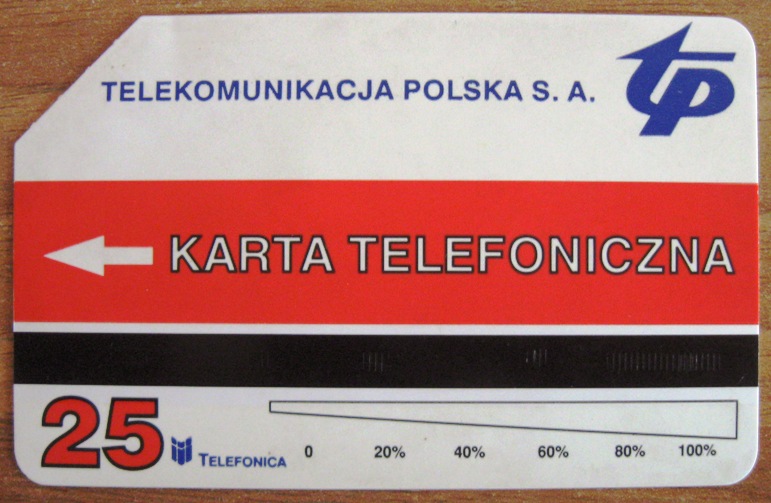 TELEKOMUNIKACJA POLSKA S. A.
tp
KARTA TELEFONICZNA
25
TELEFONICA
0 20% 40% 60% 80% 100%